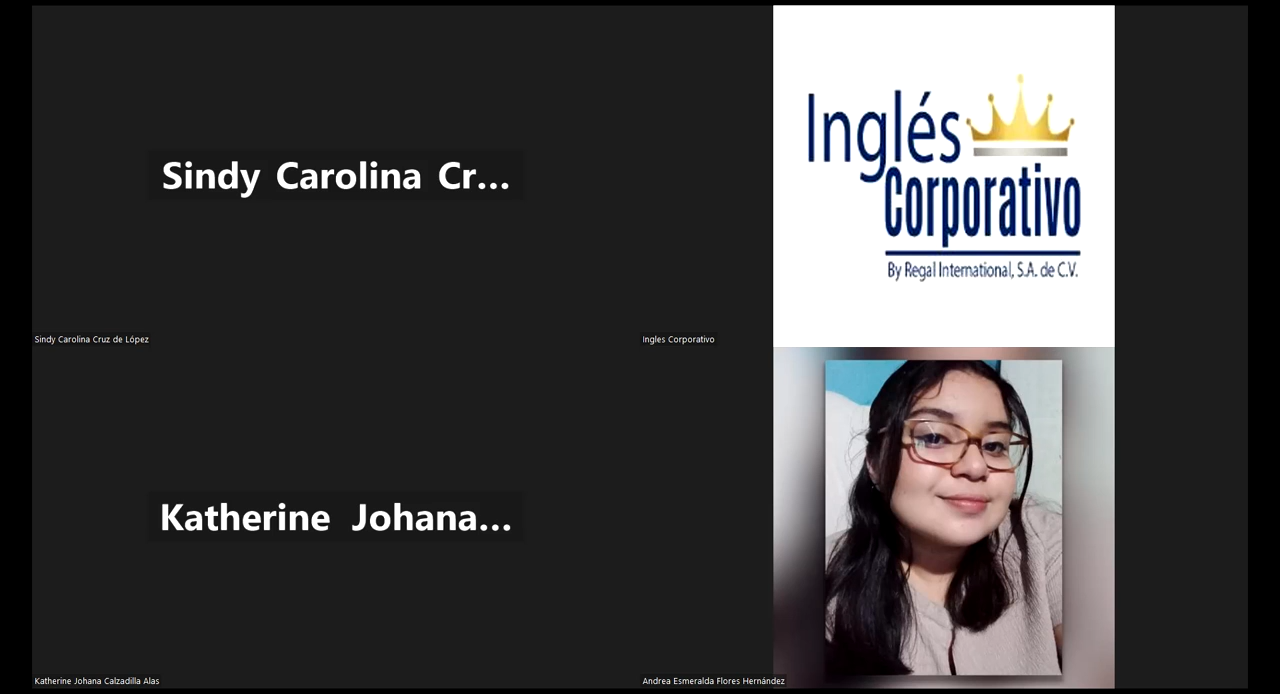 Sindy Carolina Cr...
Sindy Carolina Cruz de López
Inglés
Corporativo
By Regal International, S.A. de C.V.
Ingles Corporativo
Katherine Johana...
Katherine Johana Calzadilla Alas
Andrea Esmeralda Flores Hernández